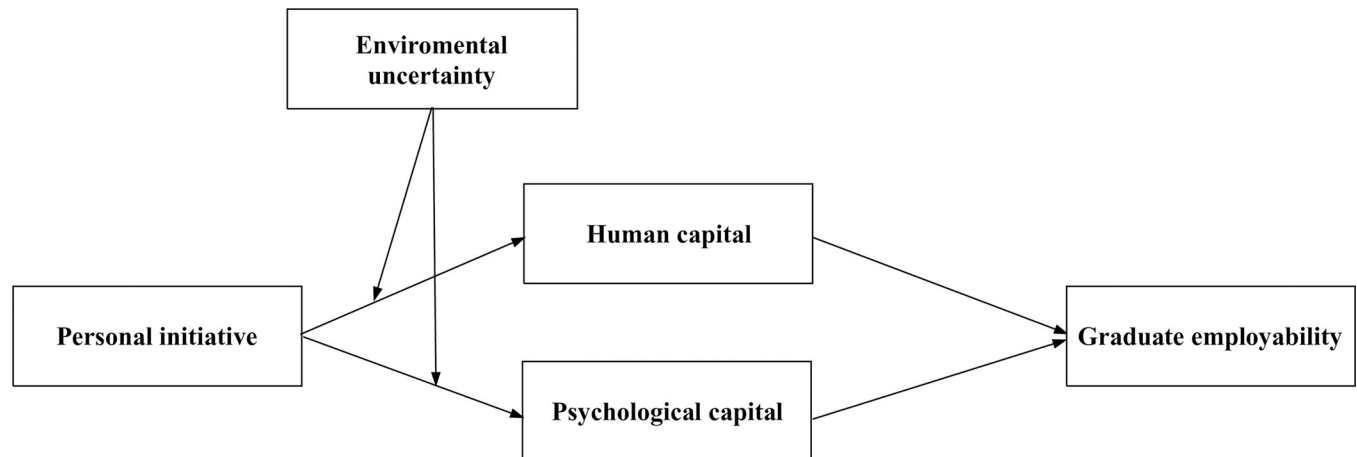 Enviromental
uncertainty
Human capital
Personal initiative
Graduate employability
Psychological capital